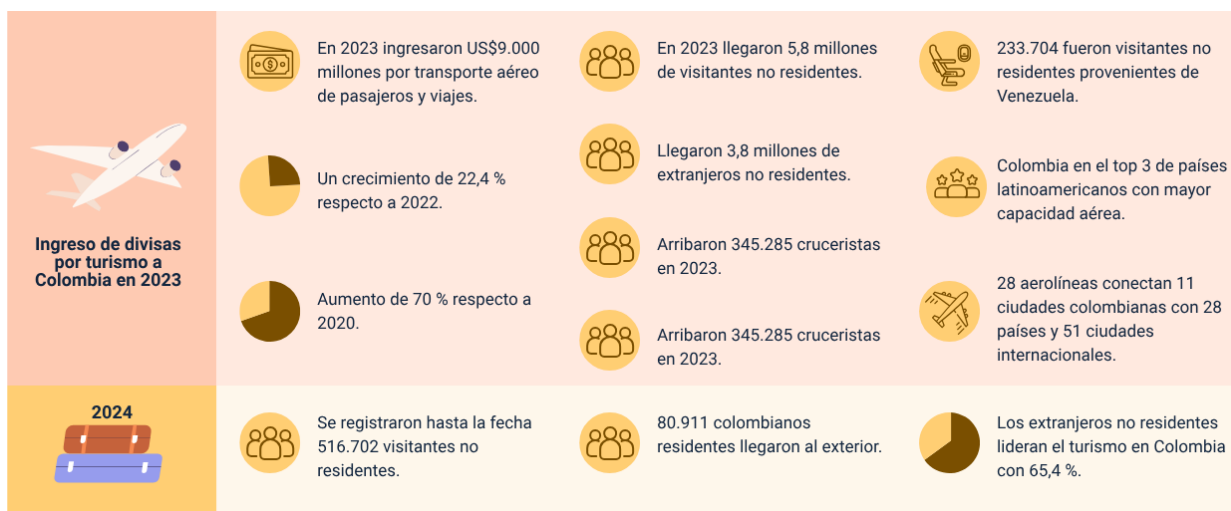 Ingreso de divisas
por turismo a
Colombia en 2023
En 2023 ingresaron US$9.000
millones por transporte aéreo
de pasajeros y viajes.
Un crecimiento de 22,4 %
respecto a 2022.
Aumento de 70 % respecto a
2020.
En 2023 llegaron 5,8 millones
de visitantes no residentes.
Llegaron 3,8 millones de
extranjeros no residentes.
Arribaron 345.285 cruceristas
en 2023.
Arribaron 345.285 cruceristas
en 2023.
233.704 fueron visitantes no
residentes provenientes de
Venezuela.
Colombia en el top 3 de países
latinoamericanos con mayor
capacidad aérea.
28 aerolíneas conectan 11
ciudades colombianas con 28
países y 51 ciudades
internacionales.
2024
Se registraron hasta la fecha
516.702 visitantes no
residentes.
80.911 colombianos
residentes llegaron al exterior.
Los extranjeros no residentes
lideran el turismo en Colombia
con 65,4 %.